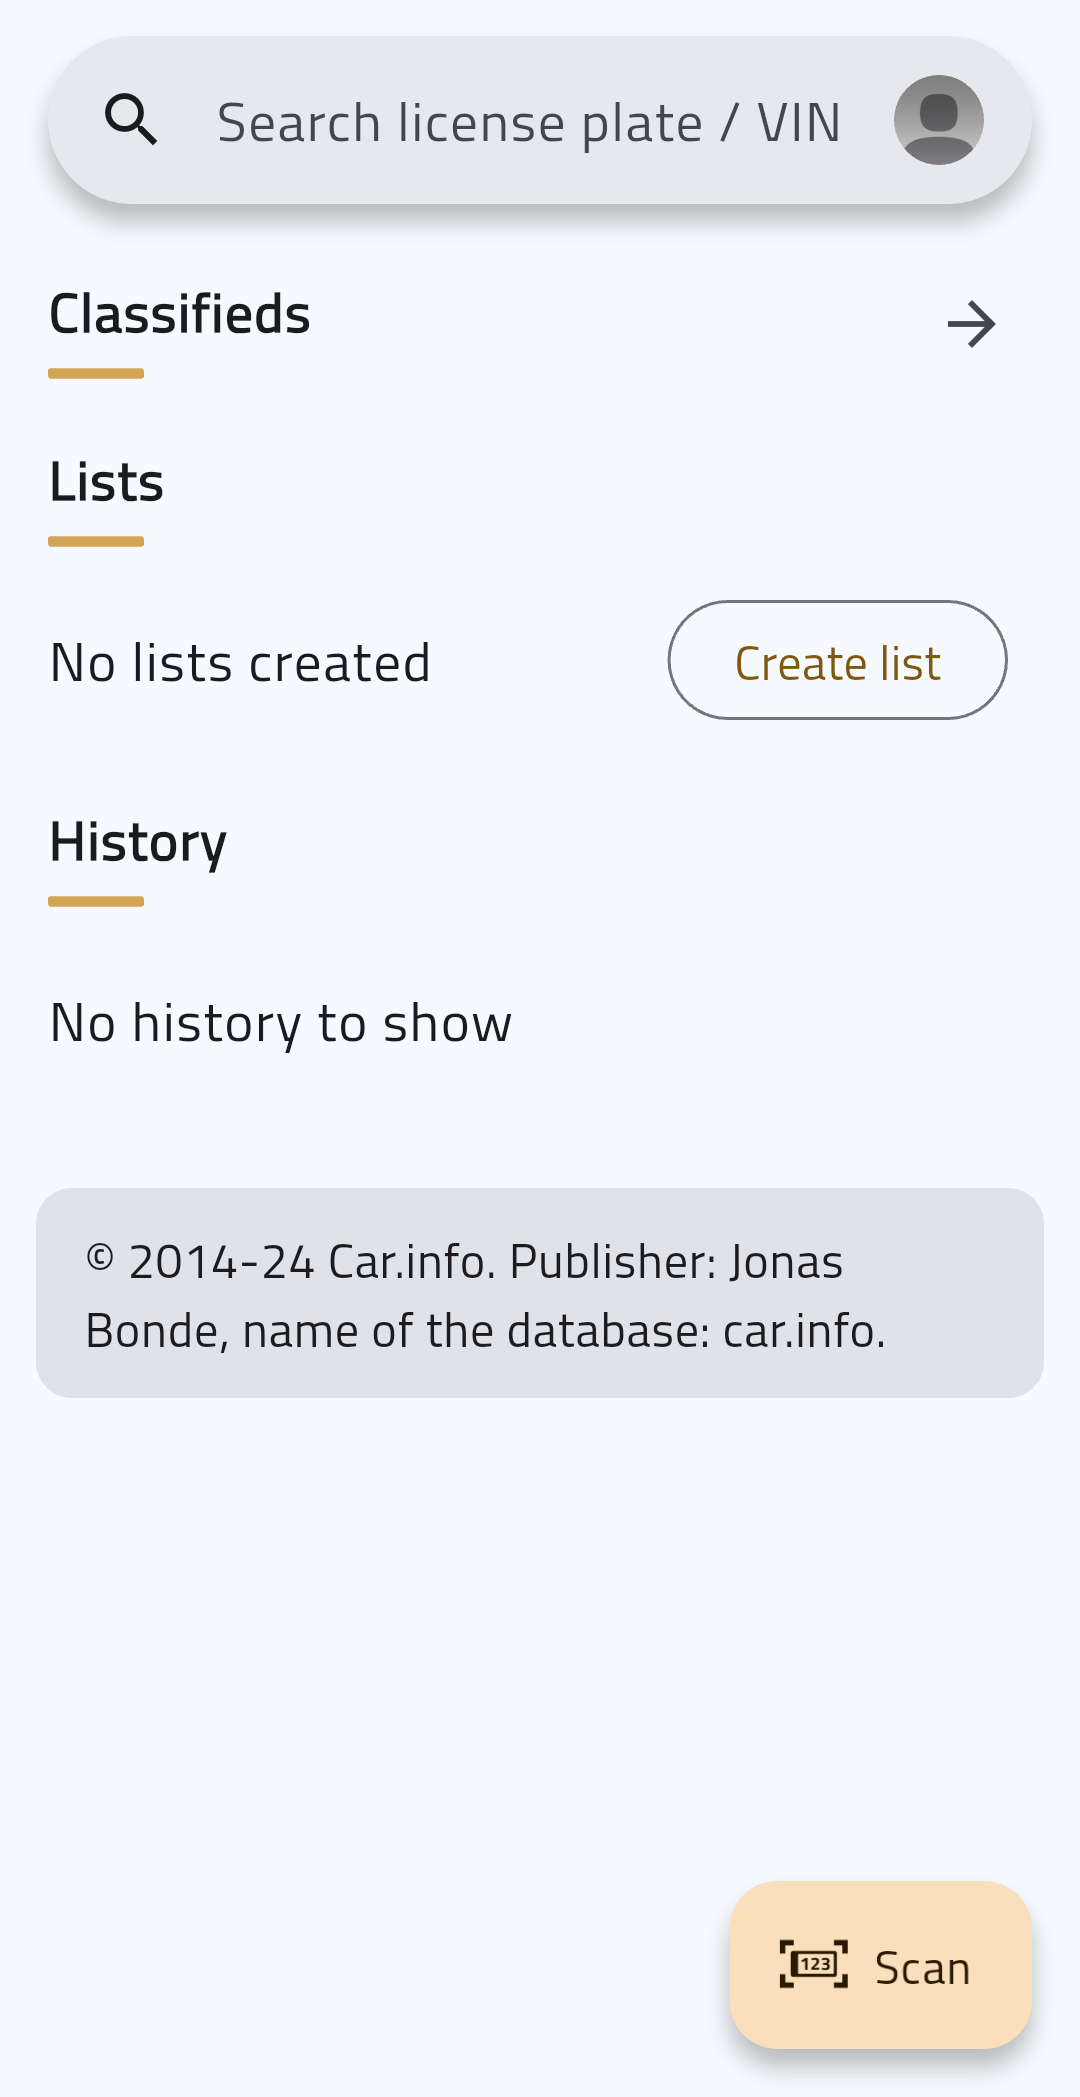 Search license plate / VIN
Classifieds
Lists
No lists created
Create list
History
No history to show
© 2014-24 Car.info. Publisher: Jonas
Bonde, name of the database: car.info.
123
Scan